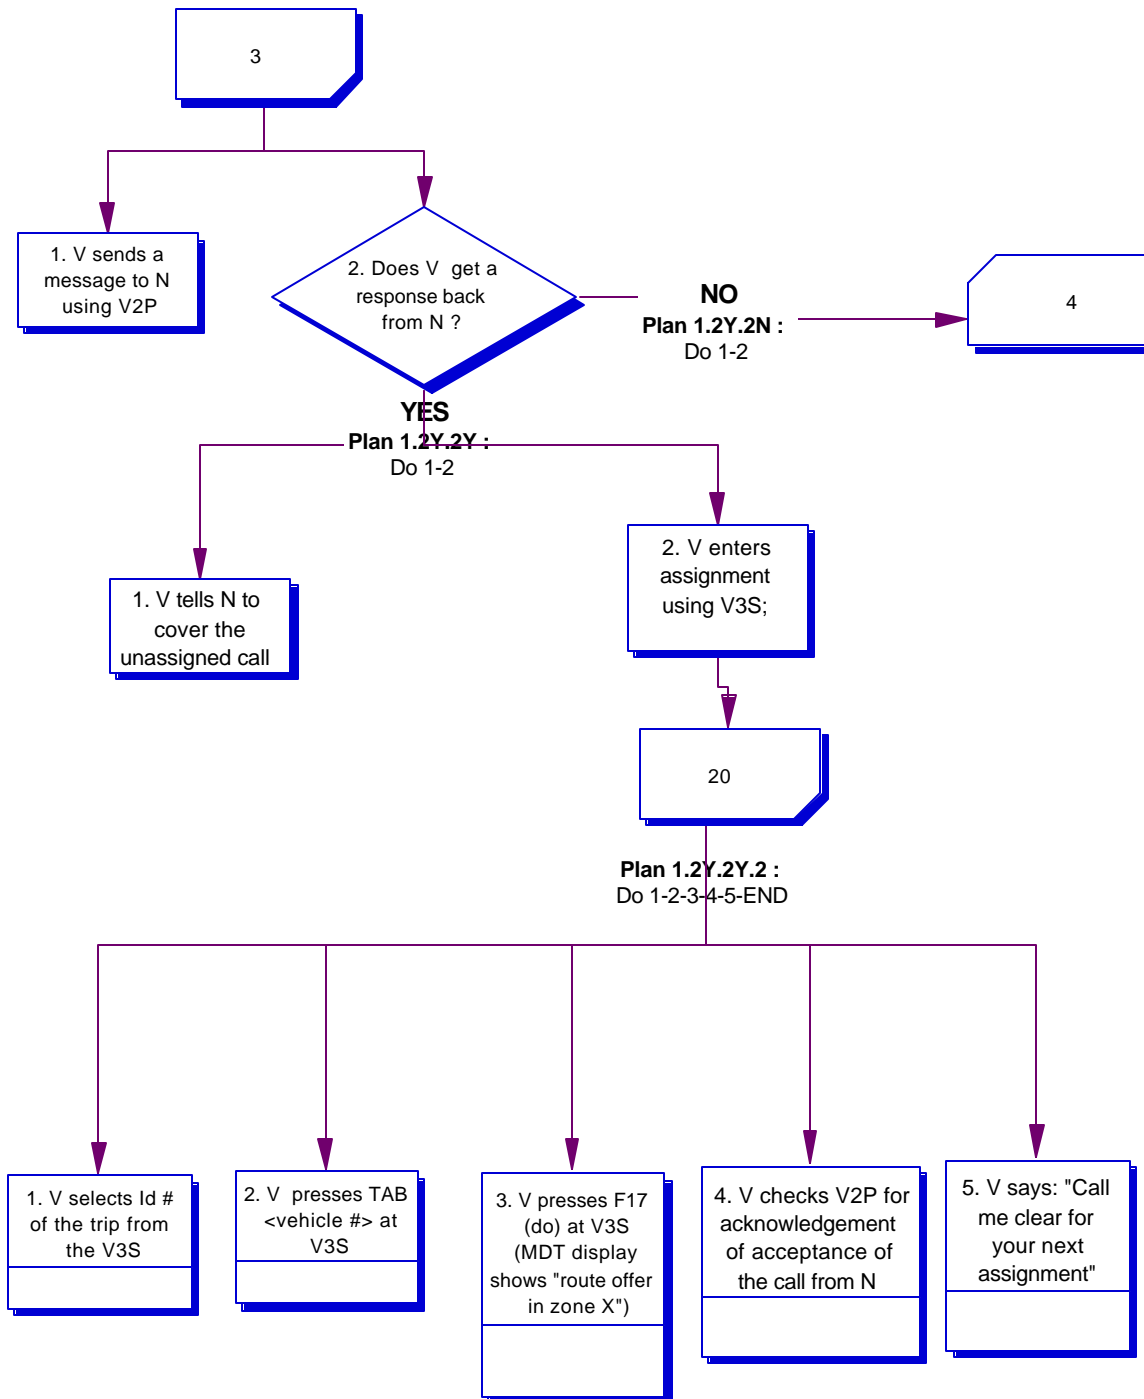 3
1. V sends a
message to N
using V2P
2. Does V get a
response back
from N ?
NO
Plan 1.2Y.2N :
Do 1-2
4
YES
Plan 1.2Y.2Y :
Do 1-2
1. V tells N to
cover the
unassigned call
2. V enters
assignment
using V3S;
20
Plan 1.2Y.2Y.2 :
Do 1-2-3-4-5-END
1. V selects Id #
of the trip from
the V3S
2. V presses TAB
<vehicle #> at
V3S
3. V presses F17
(do) at V3S
(MDT display
shows "route offer
in zone X")
4. V checks V2P for
acknowledgement
of acceptance of
the call from N
5. V says: "Call
me clear for
your next
assignment"